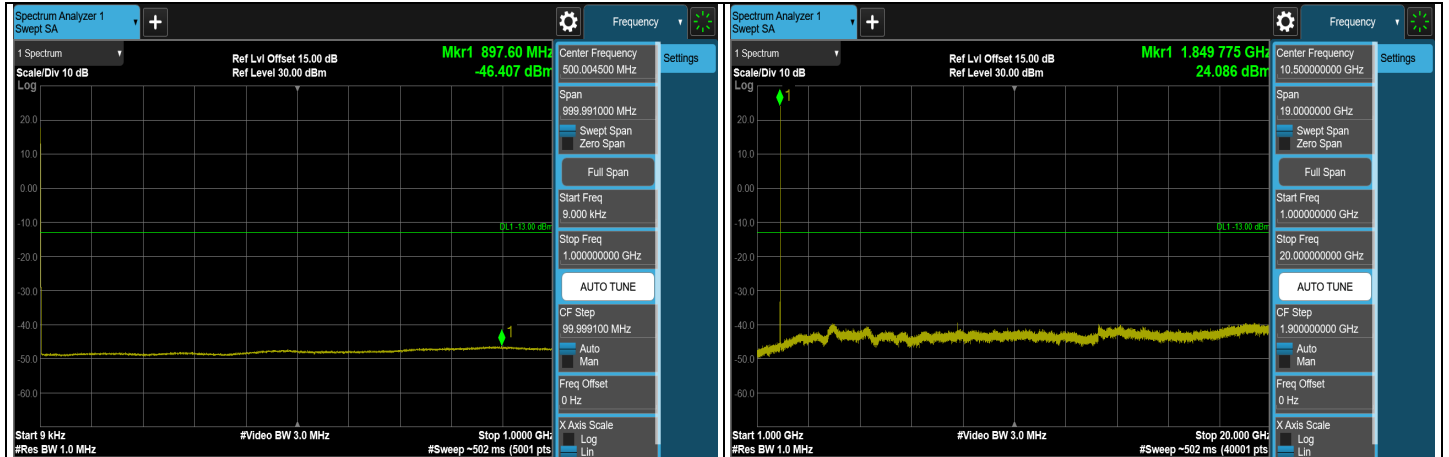 Spectrum Analyzer 1
Swept SA
+
Frequency
1 Spectrum
Ref Lvl Offset 15.00 dB
Mkr1 897.60 MHz
Scale/Div 10 dB
Ref Level 30.00 dBm
-46.407 dBm
Log
1
20.0
10.0
0.00
-10.0
-20.0
-30.0
-40.0
-50.0
-60.0
DL1 -13.00 dBm
Start 9 kHz
#Video BW 3.0 MHz
Stop 1.0000 GHz
#Res BW 1.0 MHz
#Sweep ~502 ms (5001 pts
Center Frequency
500.004500 MHz
Settings
Span
999.991000 MHz
Swept Span
Zero Span
Full Span
Start Freq
9.000 kHz
Stop Freq
1.000000000 GHz
AUTO TUNE
CF Step
99.999100 MHz
Auto
Man
Freq Offset
0 Hz
X Axis Scale
Log
Lin
Spectrum Analyzer 1
Swept SA
+
Frequency
1 Spectrum
Ref Lvl Offset 15.00 dB
Mkr1 1.849 775 GHz
Scale/Div 10 dB
Ref Level 30.00 dBm
24.086 dBm
Log
1
20.0
10.0
0.00
-10.0
-20.0
-30.0
-40.0
-50.0
-60.0
DL1 -13.00 dBm
Start 1.000 GHz
#Video BW 3.0 MHz
Stop 20.000 GHz
#Res BW 1.0 MHz
#Sweep ~502 ms (40001 pts
Center Frequency
10.500000000 GHz
Settings
Span
19.0000000 GHz
Swept Span
Zero Span
Full Span
Start Freq
1.000000000 GHz
Stop Freq
20.000000000 GHz
AUTO TUNE
CF Step
1.900000000 GHz
Auto
Man
Freq Offset
0 Hz
X Axis Scale
Log
Lin